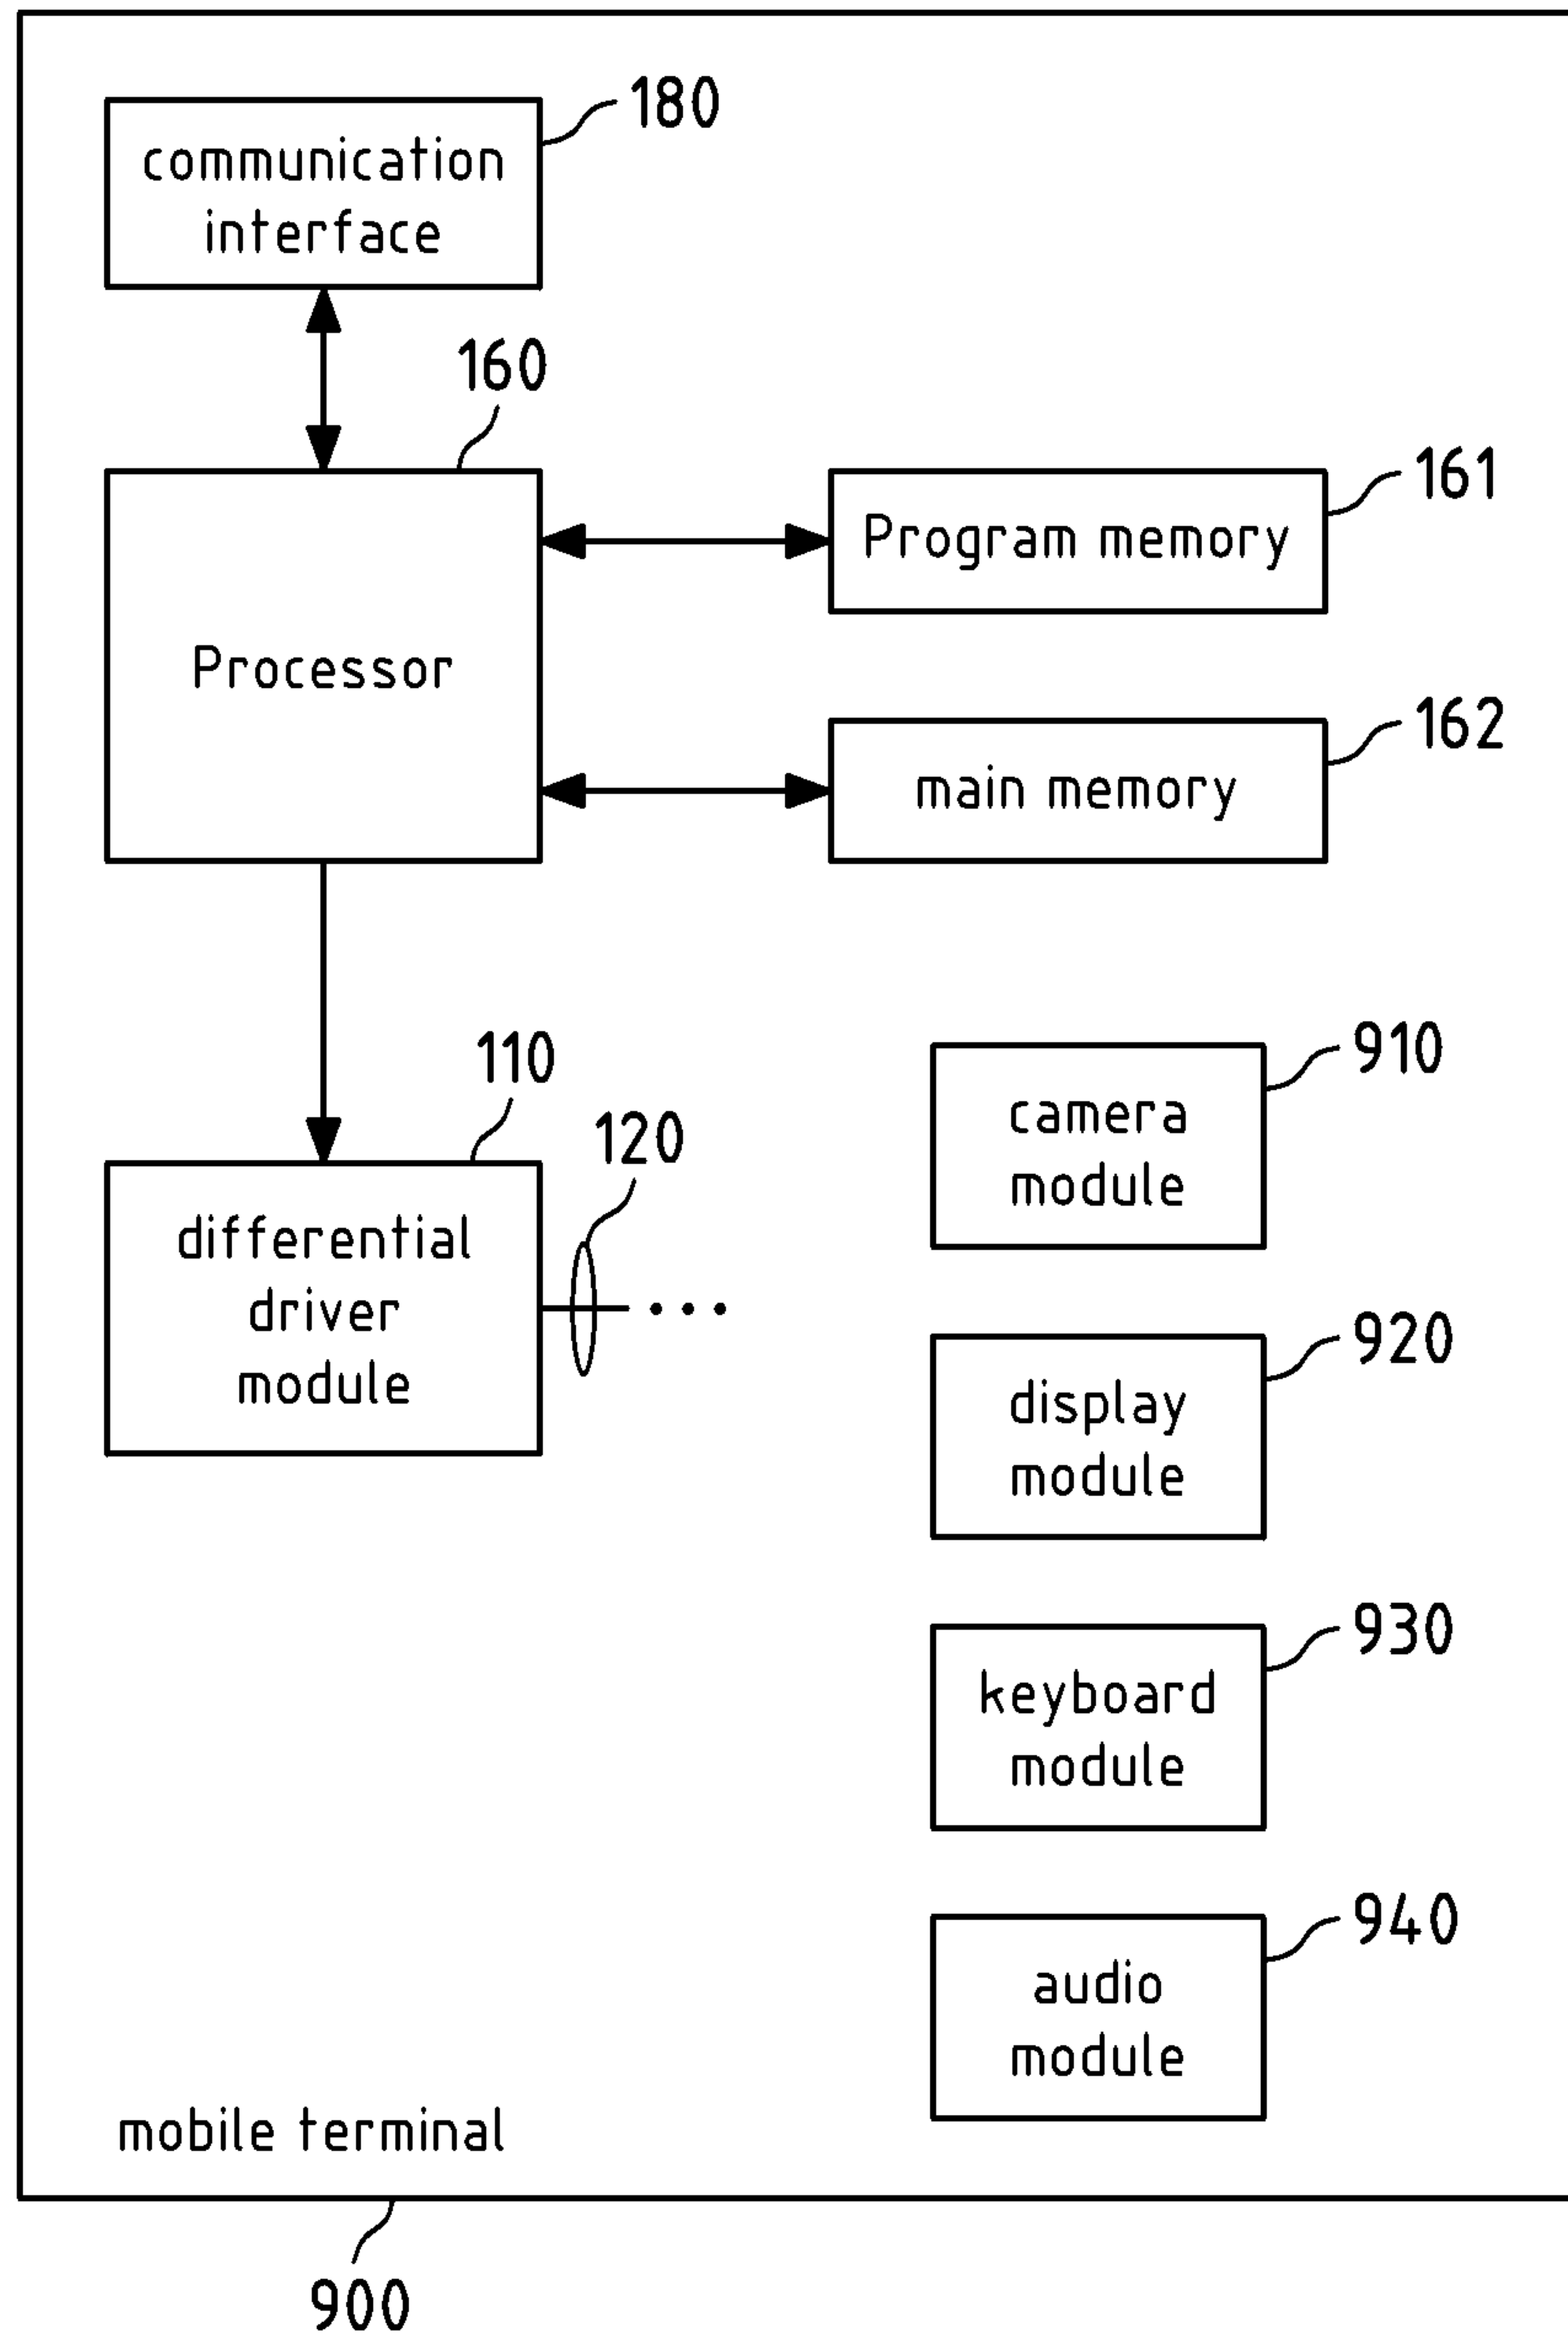 180
communication
interface
160
161
Program memory
Processor
162
main memory
110
910
camera
module
120
differential
driver
module
920
display
module
930
keyboard
module
940
audio
module
mobile terminal
900